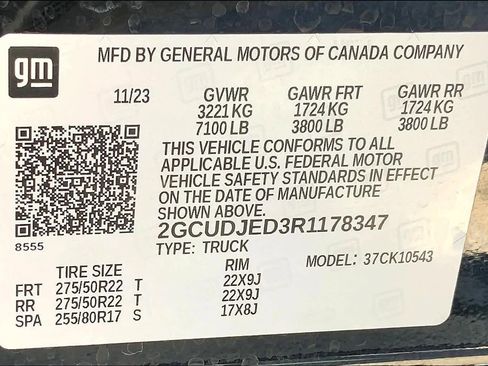 gm
MFD BY GENERAL MOTORS OF CANADA COMPANY
11/23 GVWR GAWR FRT GAWR RR
3221 KG 1724 KG 1724 KG
7100 LB 3800 LB 3800 LB
THIS VEHICLE CONFORMS TO ALL
APPLICABLE U.S. FEDERAL MOTOR
VEHICLE SAFETY STANDARDS IN EFFECT
ON THE DATE OF MANUFACTURE
SHOWN ABOVE.
2GCUDJED3R1178347
8555
TYPE: TRUCK MODEL: 37CK10543
TIRE SIZE RIM
FRT 275/50R22 T 22X9J
RR 275/50R22 T 22X9J
SPA 255/80R17 S 17X8J